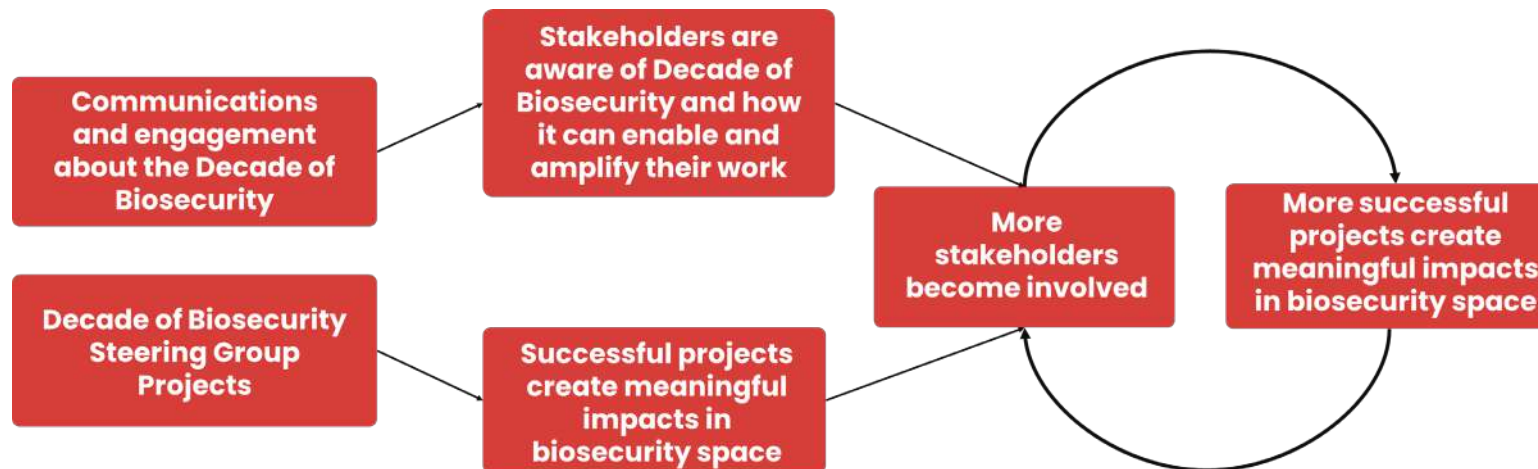 Communications
and engagement
about the Decade of
Biosecurity
Stakeholders are
aware of Decade of
Biosecurity and how
it can enable and
amplify their work
Decade of Biosecurity
Steering Group
Projects
Successful projects
create meaningful
impacts in
biosecurity space
More
stakeholders
become involved
More successful
projects create
meaningful impacts
in biosecurity space